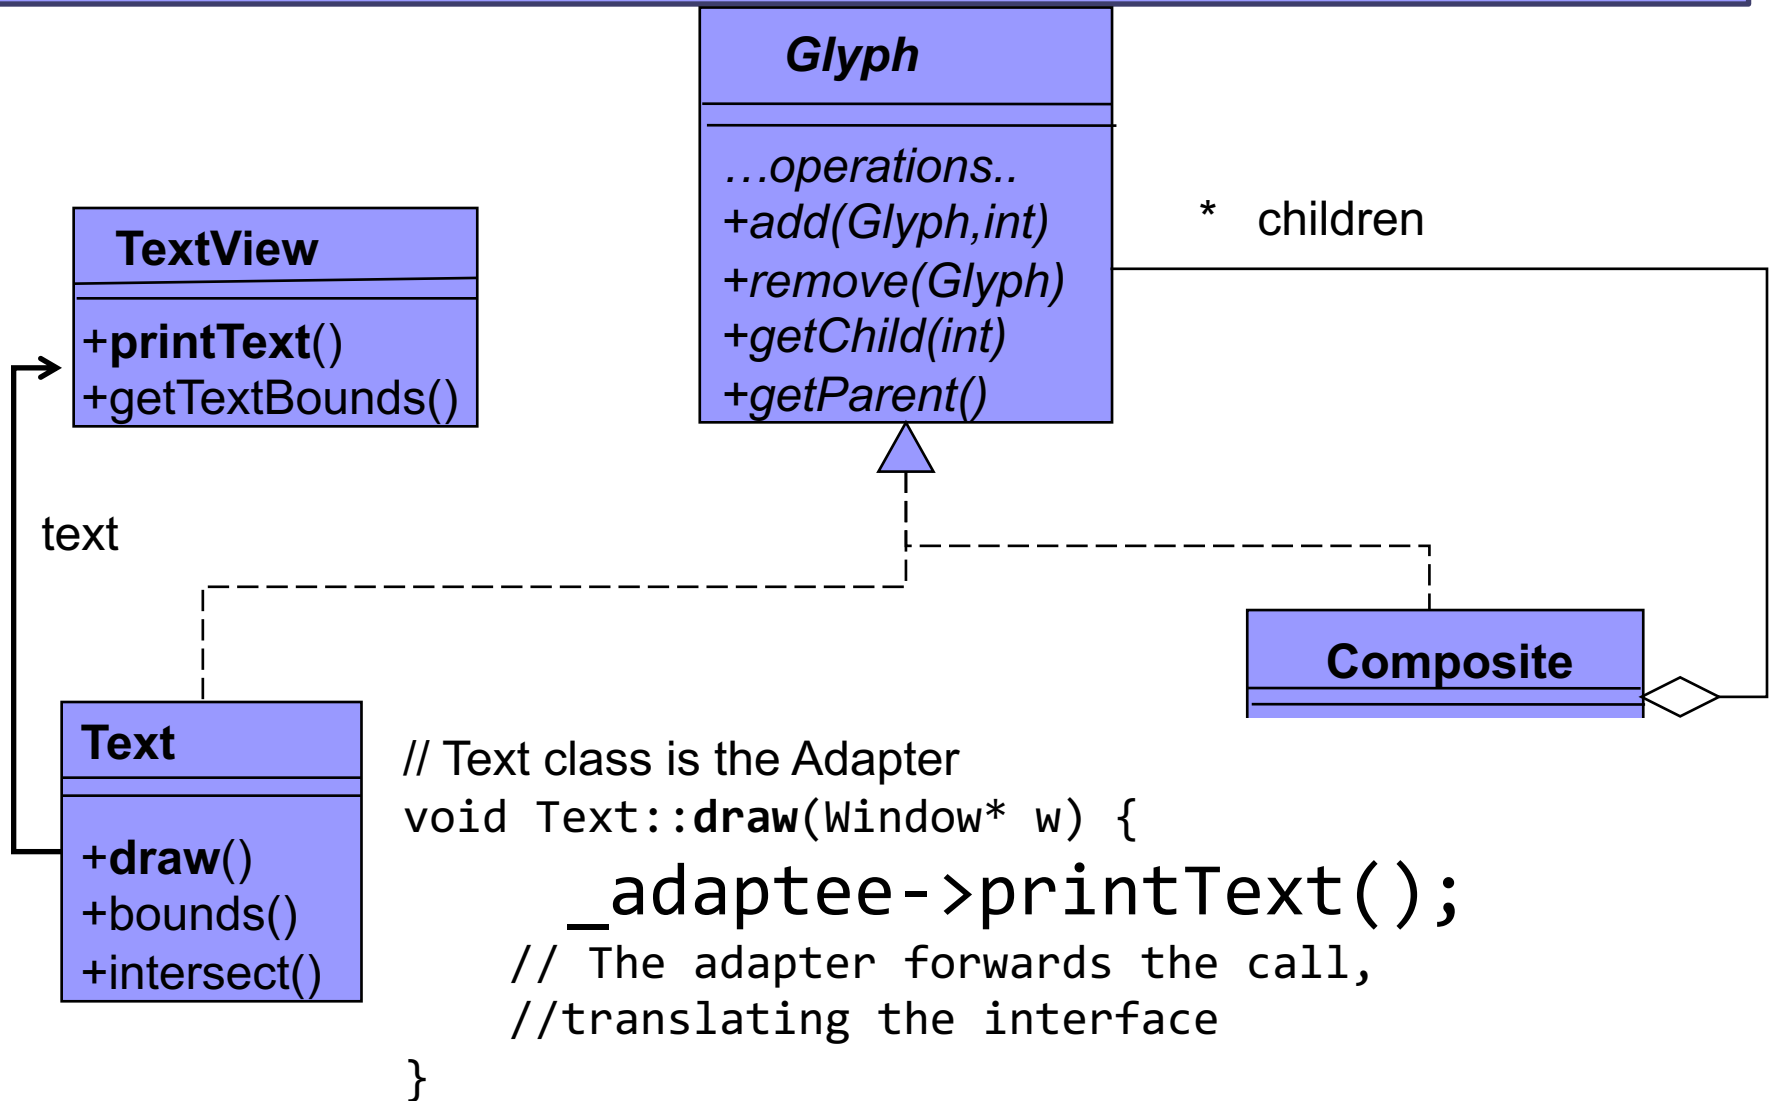 Glyph
…operations..
+add(Glyph,int)
+remove(Glyph)
+getChild(int)
+getParent()
* children
TextView
+printText()
+getTextBounds()
text
Composite
Text
+draw()
+bounds()
+intersect()
// Text class is the Adapter
void Text::draw(Window* w) {
_adaptee->printText();
// The adapter forwards the call,
//translating the interface
}